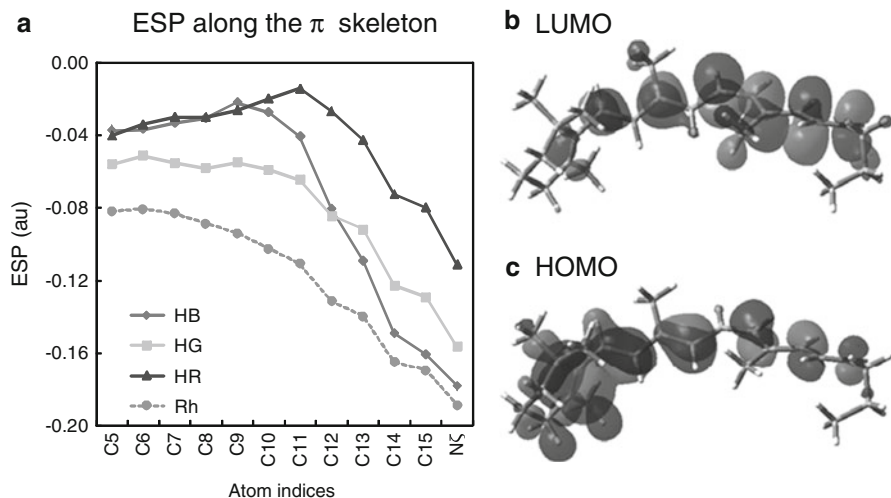 a ESP along the π skeleton
0.00
-0.04
-0.08
-0.12
-0.16
-0.20
ESP (au)
HB
HG
HR
Rh
C5 C6 C7 C8 C9 C10 C11 C12 C13 C14 C15 Nζ
Atom indices
b LUMO
c HOMO